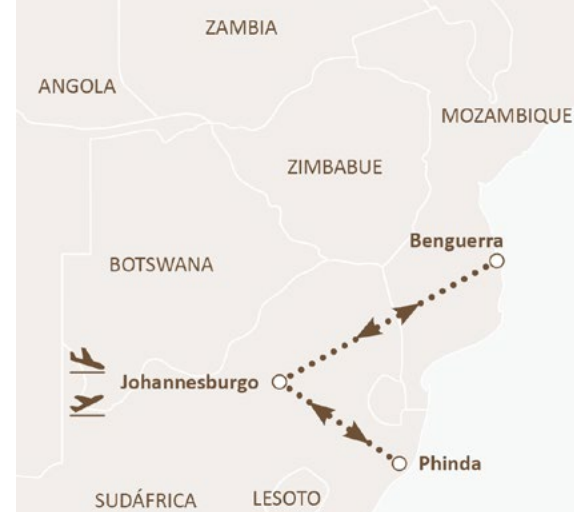 ZAMBIA
ANGOLA
MOZAMBIQUE
ZIMBABUE
Benguerra
BOTSWANA
Johannesburgo
Phinda
SUDÁFRICA
LESOTO